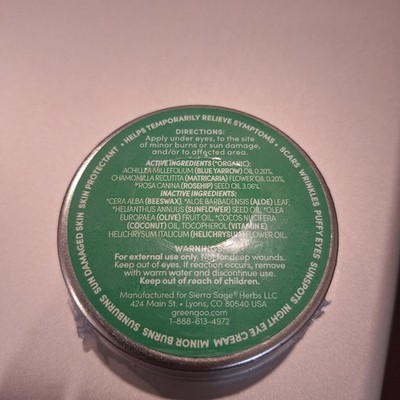 SKIN PROTECTANT • HELPS TEMPORARILY RELIEVE SYMPTOMS •
SCARS WRINKLES PUFFY EYES SUNSPOTS NIGHT EYE CREAM MINOR BURNS SUNBURNS SUN DAMAGED SKIN
DIRECTIONS:
Apply under eyes, to the site
of minor burns or sun damage,
and/or to affected area.
ACTIVE INGREDIENTS (*ORGANIC):
ACHILLEA MILLEFOLIUM (BLUE YARROW) OIL 0.20%,
CHAMOMILLA RECUTITA (MATRICARIA) FLOWER OIL 0.20%,
*ROSA CANINA (ROSEHIP) SEED OIL 3.06%.
INACTIVE INGREDIENTS:
*CERA ALBA (BEESWAX), *ALOE BARBADENSIS (ALOE) LEAF,
*HELIANTHUS ANNUUS (SUNFLOWER) SEED OIL, *OLEA
EUROPAEA (OLIVE) FRUIT OIL, *COCOS NUCIFERA
(COCONUT) OIL, TOCOPHEROL (VITAMIN E)
HELICHRYSUM ITALICUM (HELICHRYSUM) FLOWER OIL.
WARNINGS:
For external use only. Not for deep wounds.
Keep out of eyes. If reaction occurs, remove
with warm water and discontinue use.
Keep out of reach of children.
Manufactured for Sierra Sage® Herbs LLC
424 Main St. • Lyons, CO 80540 USA
greengoo.com
1-888-613-4972